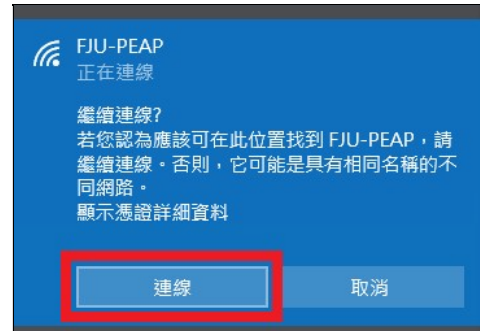 FJU-PEAP
正在連線
繼續連線?
若您認為應該可在此位置找到 FJU-PEAP，請
繼續連線。否則，它可能是具有相同名稱的不
同網路。
顯示憑證詳細資料
連線 取消